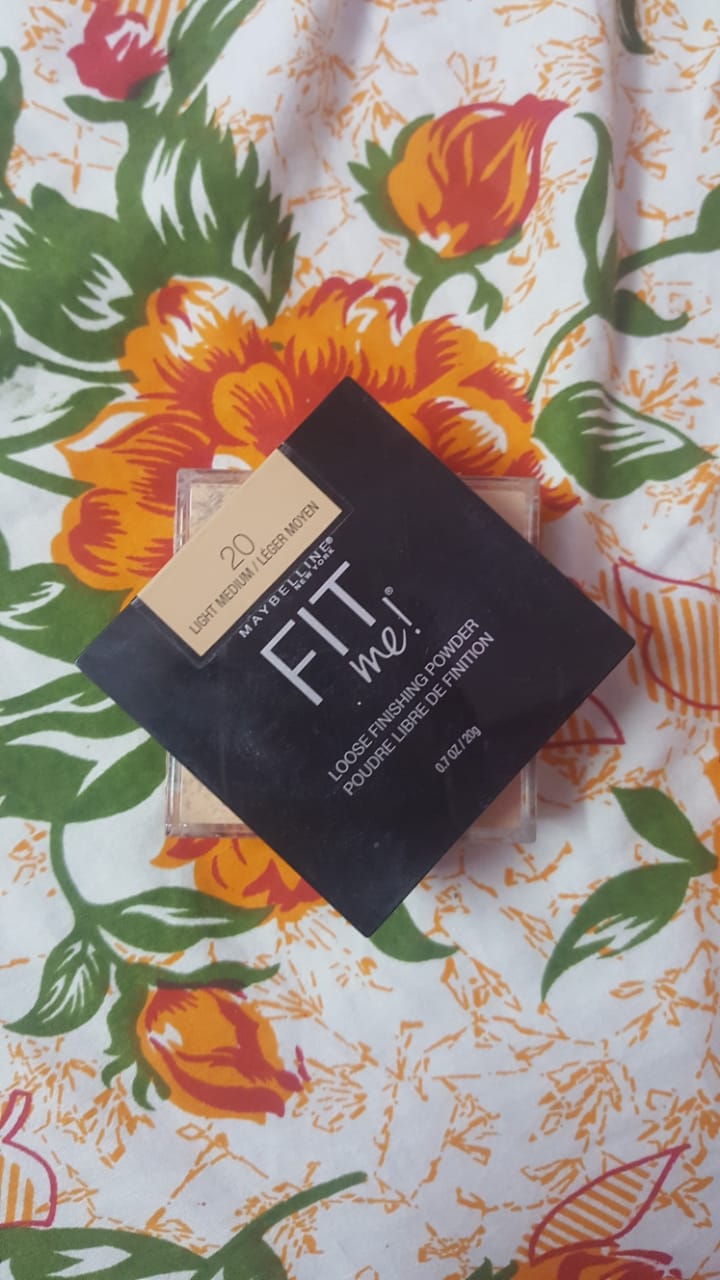 20
LIGHT MEDIUM / LÉGER MOYEN
MAYBELLINE®
NEW YORK
FIT
me!®
LOOSE FINISHING POWDER
POUDRE LIBRE DE FINITION
0.7 OZ / 20g